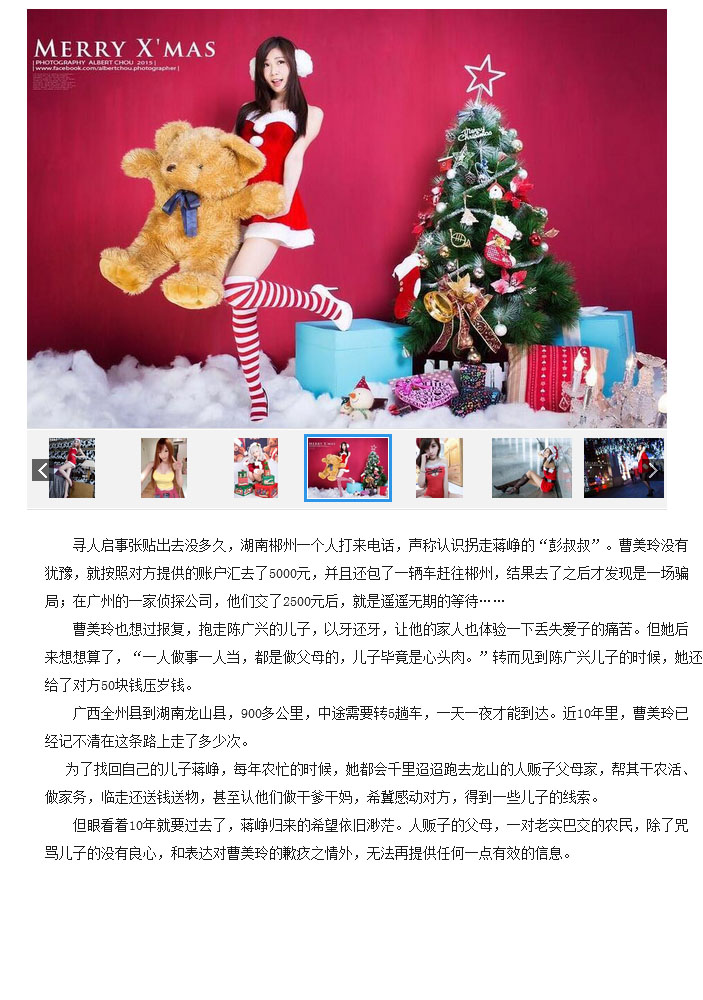 MERRY X'MAS
| PHOTOGRAPHY ALBERT CHOU 2015 |
| www.facebook.com/albertchou.photographer |
Merry
Christmas
寻人启事张贴出去没多久，湖南郴州一个人打来电话，声称认识拐走蒋峥的“彭叔叔”。曹美玲没有
犹豫，就按照对方提供的账户汇去了5000元，并且还包了一辆车赶往郴州，结果去了之后才发现是一场骗
局；在广州的一家侦探公司，他们交了2500元后，就是遥遥无期的等待……
曹美玲也想过报复，抱走陈广兴的儿子，以牙还牙，让他的家人也体验一下丢失爱子的痛苦。但她后
来想想算了，“一人做事一人当，都是做父母的，儿子毕竟是心头肉。”转而见到陈广兴儿子的时候，她还
给了对方50块钱压岁钱。
广西全州县到湖南龙山县，900多公里，中途需要转5趟车，一天一夜才能到达。近10年里，曹美玲已
经记不清在这条路上走了多少次。
为了找回自己的儿子蒋峥，每年农忙的时候，她都会千里迢迢跑去龙山的人贩子父母家，帮其干农活、
做家务，临走还送钱送物，甚至认他们做干爹干妈，希冀感动对方，得到一些儿子的线索。
但眼看着10年就要过去了，蒋峥归来的希望依旧渺茫。人贩子的父母，一对老实巴交的农民，除了咒
骂儿子的没有良心，和表达对曹美玲的歉疚之情外，无法再提供任何一点有效的信息。